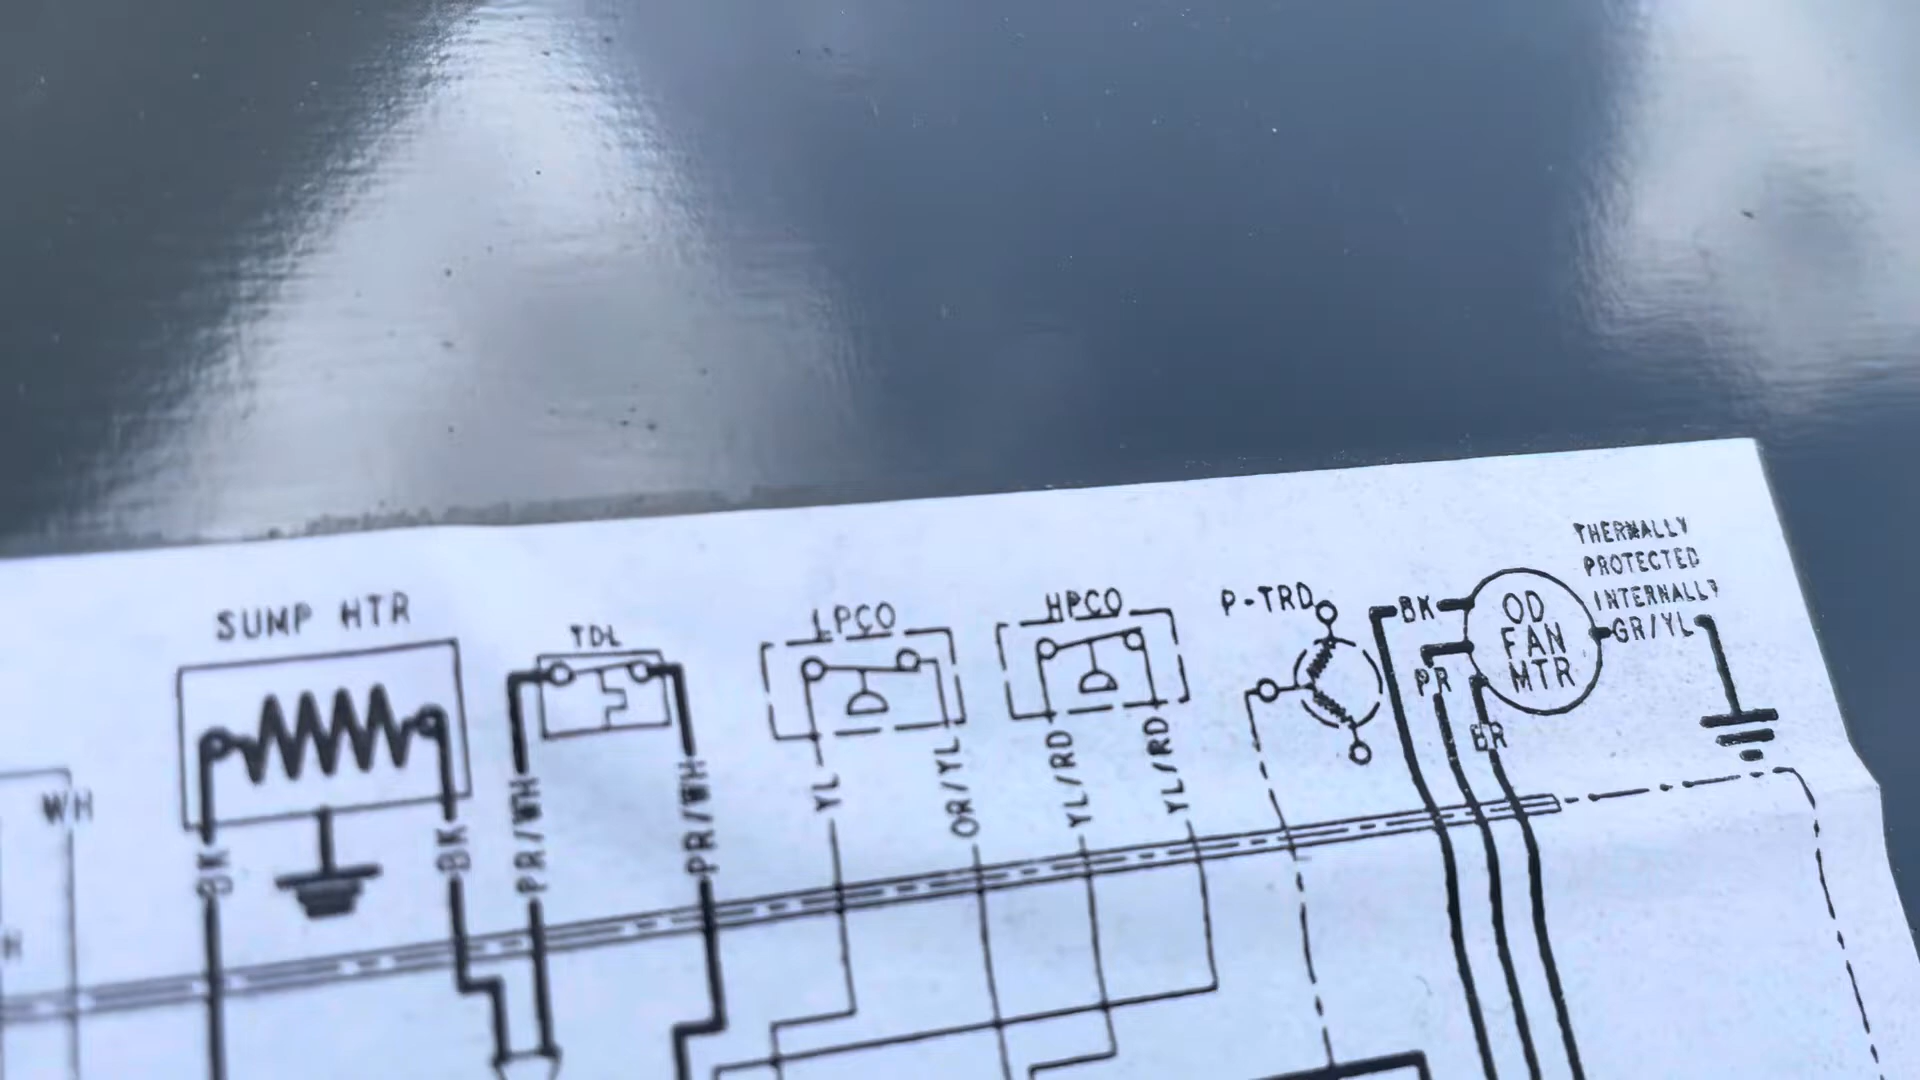 SUMP HTR
TDL
LPCO
HPCO
P-TRD
THERMALLY
PROTECTED
INTERNALLY
OD
FAN
MTR
BK
GR/YL
PR
BR
WH
BK
BK
PR/WH
PR/WH
YL
OR/YL
YL/RD
YL/RD
H